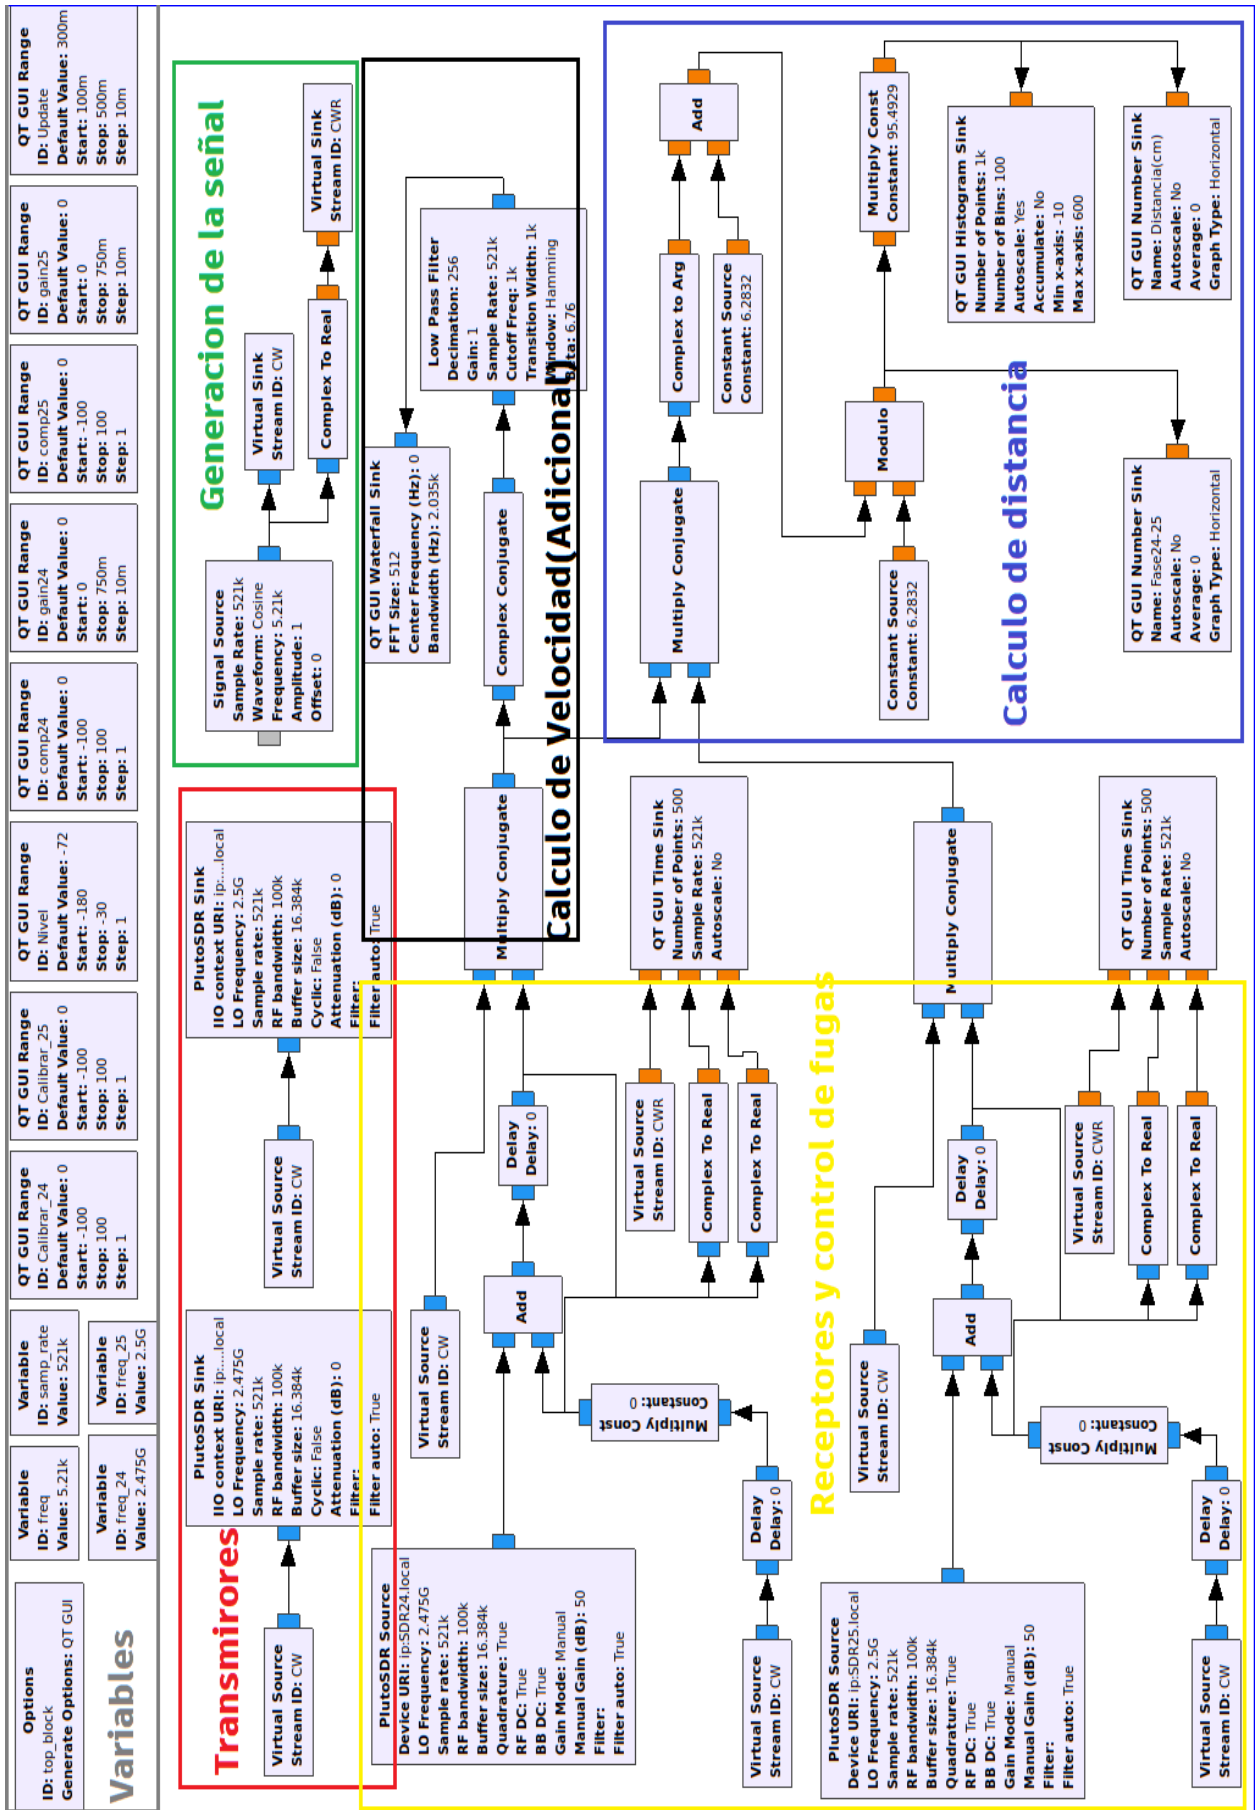 Options
ID: top_block
Generate Options: QT GUI
Variable
ID: freq
Value: 5.21k
Variable
ID: samp_rate
Value: 521k
QT GUI Range
ID: Calibrar_24
Default Value: 0
Start: -100
Stop: 100
Step: 1
QT GUI Range
ID: Calibrar_25
Default Value: 0
Start: -100
Stop: 100
Step: 1
QT GUI Range
ID: Nivel
Default Value: -72
Start: -180
Stop: -30
Step: 1
QT GUI Range
ID: comp24
Default Value: 0
Start: -100
Stop: 100
Step: 1
QT GUI Range
ID: gain24
Default Value: 0
Start: 0
Stop: 750m
Step: 10m
QT GUI Range
ID: comp25
Default Value: 0
Start: -100
Stop: 100
Step: 1
QT GUI Range
ID: gain25
Default Value: 0
Start: 0
Stop: 750m
Step: 10m
QT GUI Range
ID: Update
Default Value: 300m
Start: 100m
Stop: 500m
Step: 10m
Variables
Variable
ID: freq_24
Value: 2.475G
Variable
ID: freq_25
Value: 2.5G
Transmirores
Virtual Source
Stream ID: CW
PlutoSDR Sink
IIO context URI: ip:....local
LO Frequency: 2.475G
Sample rate: 521k
RF bandwidth: 100k
Buffer size: 16.384k
Cyclic: False
Attenuation (dB): 0
Filter:
Filter auto: True
Virtual Source
Stream ID: CW
PlutoSDR Sink
IIO context URI: ip:....local
LO Frequency: 2.5G
Sample rate: 521k
RF bandwidth: 100k
Buffer size: 16.384k
Cyclic: False
Attenuation (dB): 0
Filter:
Filter auto: True
Generacion de la señal
Signal Source
Sample Rate: 521k
Waveform: Cosine
Frequency: 5.21k
Amplitude: 1
Offset: 0
Virtual Sink
Stream ID: CW
Complex To Real
Virtual Sink
Stream ID: CWR
QT GUI Waterfall Sink
FFT Size: 512
Center Frequency (Hz): 0
Bandwidth (Hz): 2.035k
Low Pass Filter
Decimation: 256
Gain: 1
Sample Rate: 521k
Cutoff Freq: 1k
Transition Width: 1k
Window: Hamming
Beta: 6.76
Multiply Conjugate
Complex Conjugate
Calculo de Velocidad(Adicional)
PlutoSDR Source
Device URI: ip:SDR24.local
LO Frequency: 2.475G
Sample rate: 521k
RF bandwidth: 100k
Buffer size: 16.384k
Quadrature: True
RF DC: True
BB DC: True
Gain Mode: Manual
Manual Gain (dB): 50
Filter:
Filter auto: True
Virtual Source
Stream ID: CW
Add
Delay
Delay: 0
Multiply Const
Constant: 0
Virtual Source
Stream ID: CW
Delay
Delay: 0
Virtual Source
Stream ID: CWR
Complex To Real
Complex To Real
QT GUI Time Sink
Number of Points: 500
Sample Rate: 521k
Autoscale: No
Receptores y control de fugas
PlutoSDR Source
Device URI: ip:SDR25.local
LO Frequency: 2.5G
Sample rate: 521k
RF bandwidth: 100k
Buffer size: 16.384k
Quadrature: True
RF DC: True
BB DC: True
Gain Mode: Manual
Manual Gain (dB): 50
Filter:
Filter auto: True
Virtual Source
Stream ID: CW
Add
Delay
Delay: 0
Multiply Conjugate
Multiply Const
Constant: 0
Virtual Source
Stream ID: CW
Delay
Delay: 0
Virtual Source
Stream ID: CWR
Complex To Real
Complex To Real
QT GUI Time Sink
Number of Points: 500
Sample Rate: 521k
Autoscale: No
Multiply Conjugate
Complex to Arg
Constant Source
Constant: 6.2832
Add
Constant Source
Constant: 6.2832
Modulo
Multiply Const
Constant: 95.4929
QT GUI Histogram Sink
Number of Points: 1k
Number of Bins: 100
Autoscale: Yes
Accumulate: No
Min x-axis: -10
Max x-axis: 600
Calculo de distancia
QT GUI Number Sink
Name: Fase24-25
Autoscale: No
Average: 0
Graph Type: Horizontal
QT GUI Number Sink
Name: Distancia(cm)
Autoscale: No
Average: 0
Graph Type: Horizontal